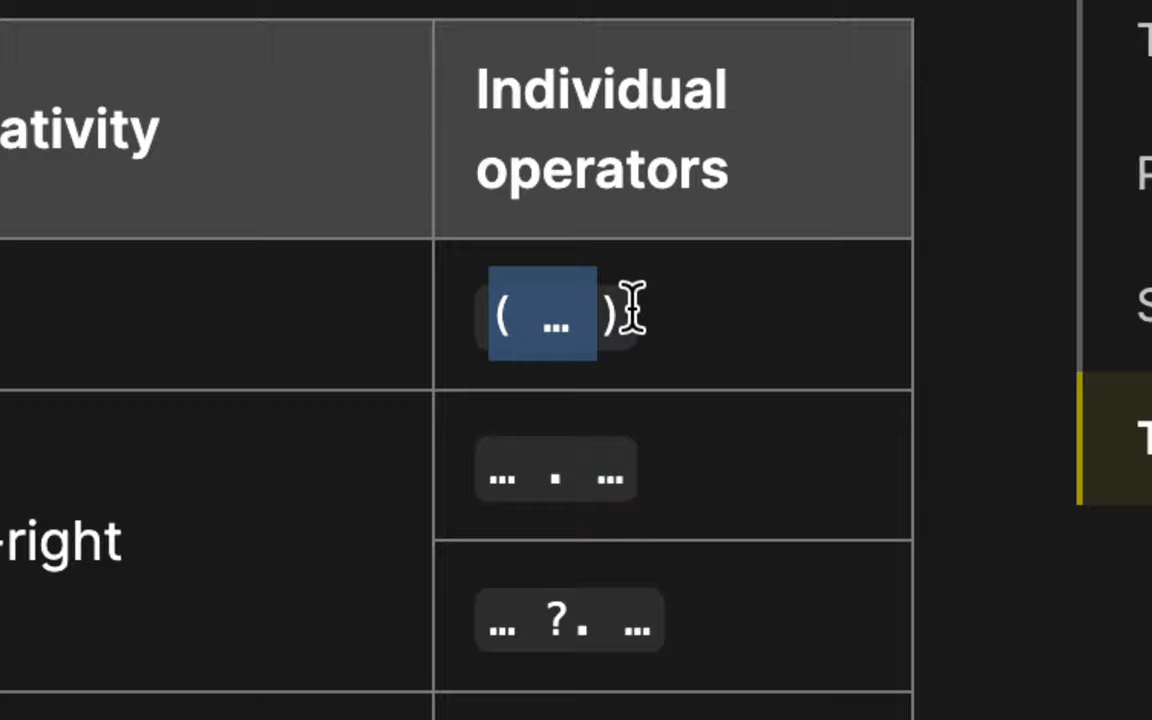 ativity
Individual
operators
( … )
… . …
-right
… ?. …
T
P
S
T